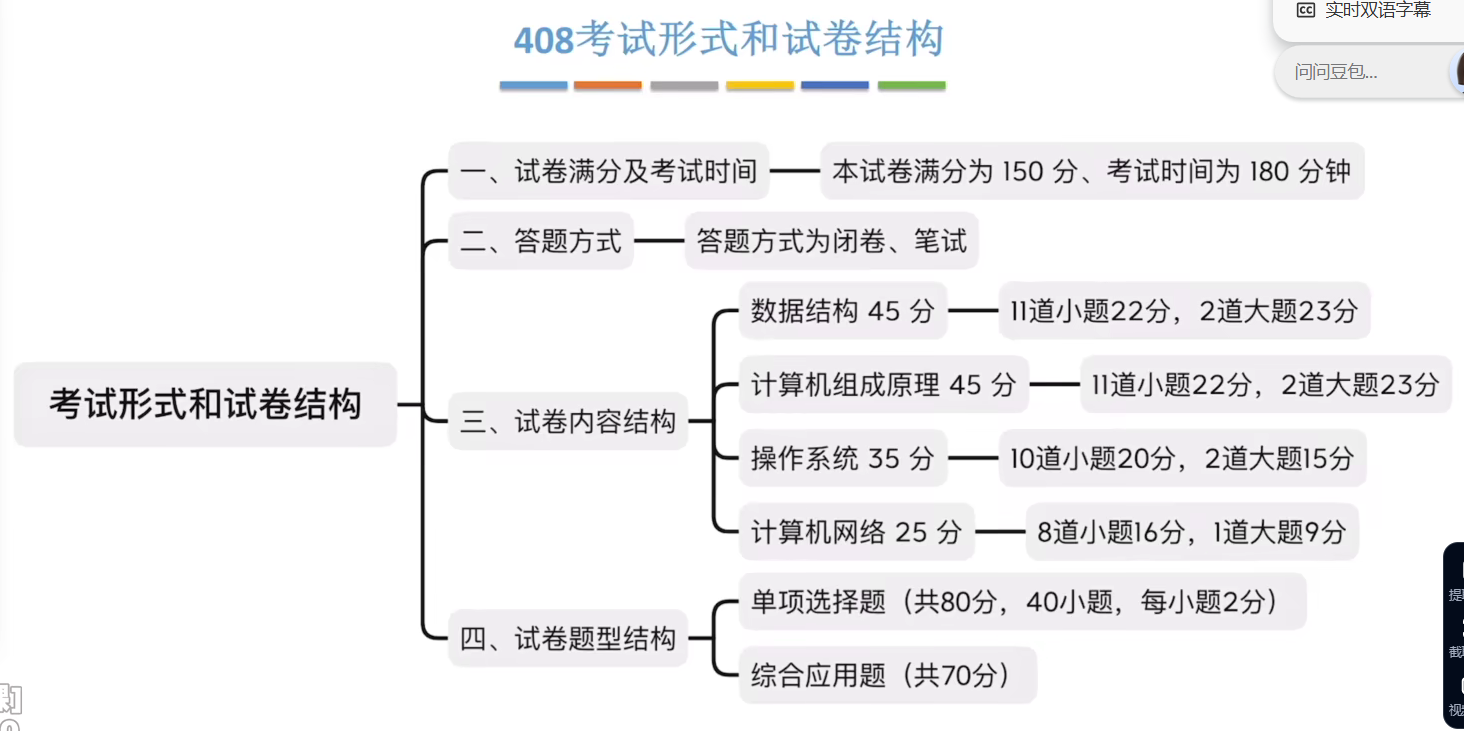 实时双语字幕
408考试形式和试卷结构
问问豆包...
考试形式和试卷结构
一、试卷满分及考试时间
本试卷满分为 150 分、考试时间为 180 分钟
二、答题方式
答题方式为闭卷、笔试
三、试卷内容结构
数据结构 45 分
11道小题22分，2道大题23分
计算机组成原理 45 分
11道小题22分，2道大题23分
操作系统 35 分
10道小题20分，2道大题15分
计算机网络 25 分
8道小题16分，1道大题9分
四、试卷题型结构
单项选择题（共80分，40小题，每小题2分）
综合应用题（共70分）